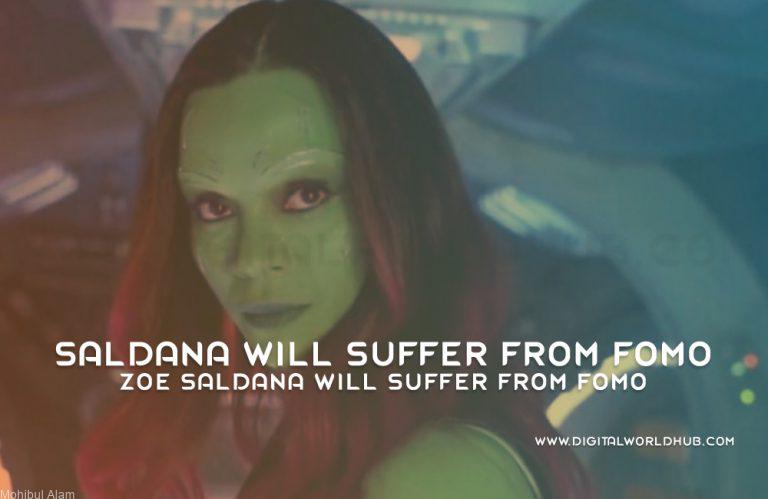 SALDANA WILL SUFFER FROM FOMO
ZOE SALDANA WILL SUFFER FROM FOMO
WWW.DIGITALWORLDHUB.COM
Mohibul Alam